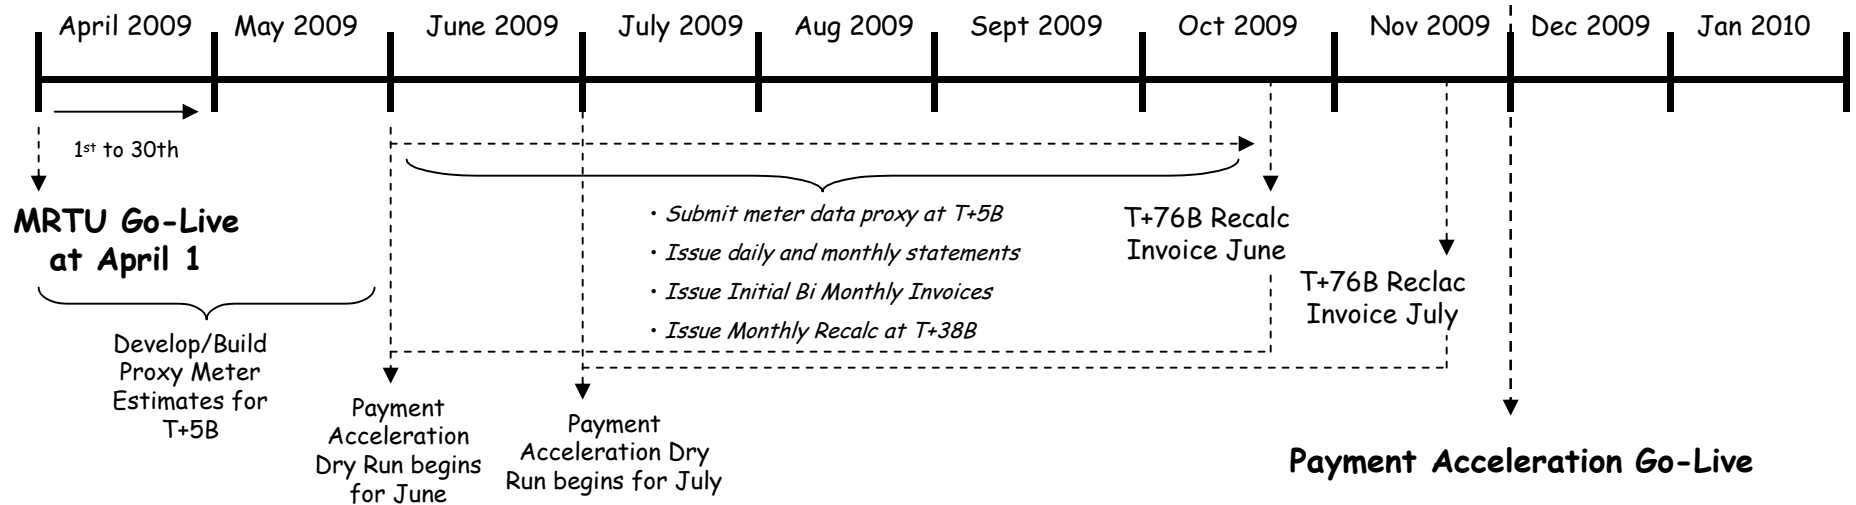 April 2009
May 2009
June 2009
July 2009
Aug 2009
Sept 2009
Oct 2009
Nov 2009
Dec 2009
Jan 2010
1st to 30th
MRTU Go-Live
at April 1
Develop/Build
Proxy Meter
Estimates for
T+5B
Payment
Acceleration
Dry Run begins
for June
Payment
Acceleration Dry
Run begins for July
• Submit meter data proxy at T+5B
• Issue daily and monthly statements
• Issue Initial Bi Monthly Invoices
• Issue Monthly Recalc at T+38B
T+76B Recalc
Invoice June
T+76B Reclac
Invoice July
Payment Acceleration Go-Live